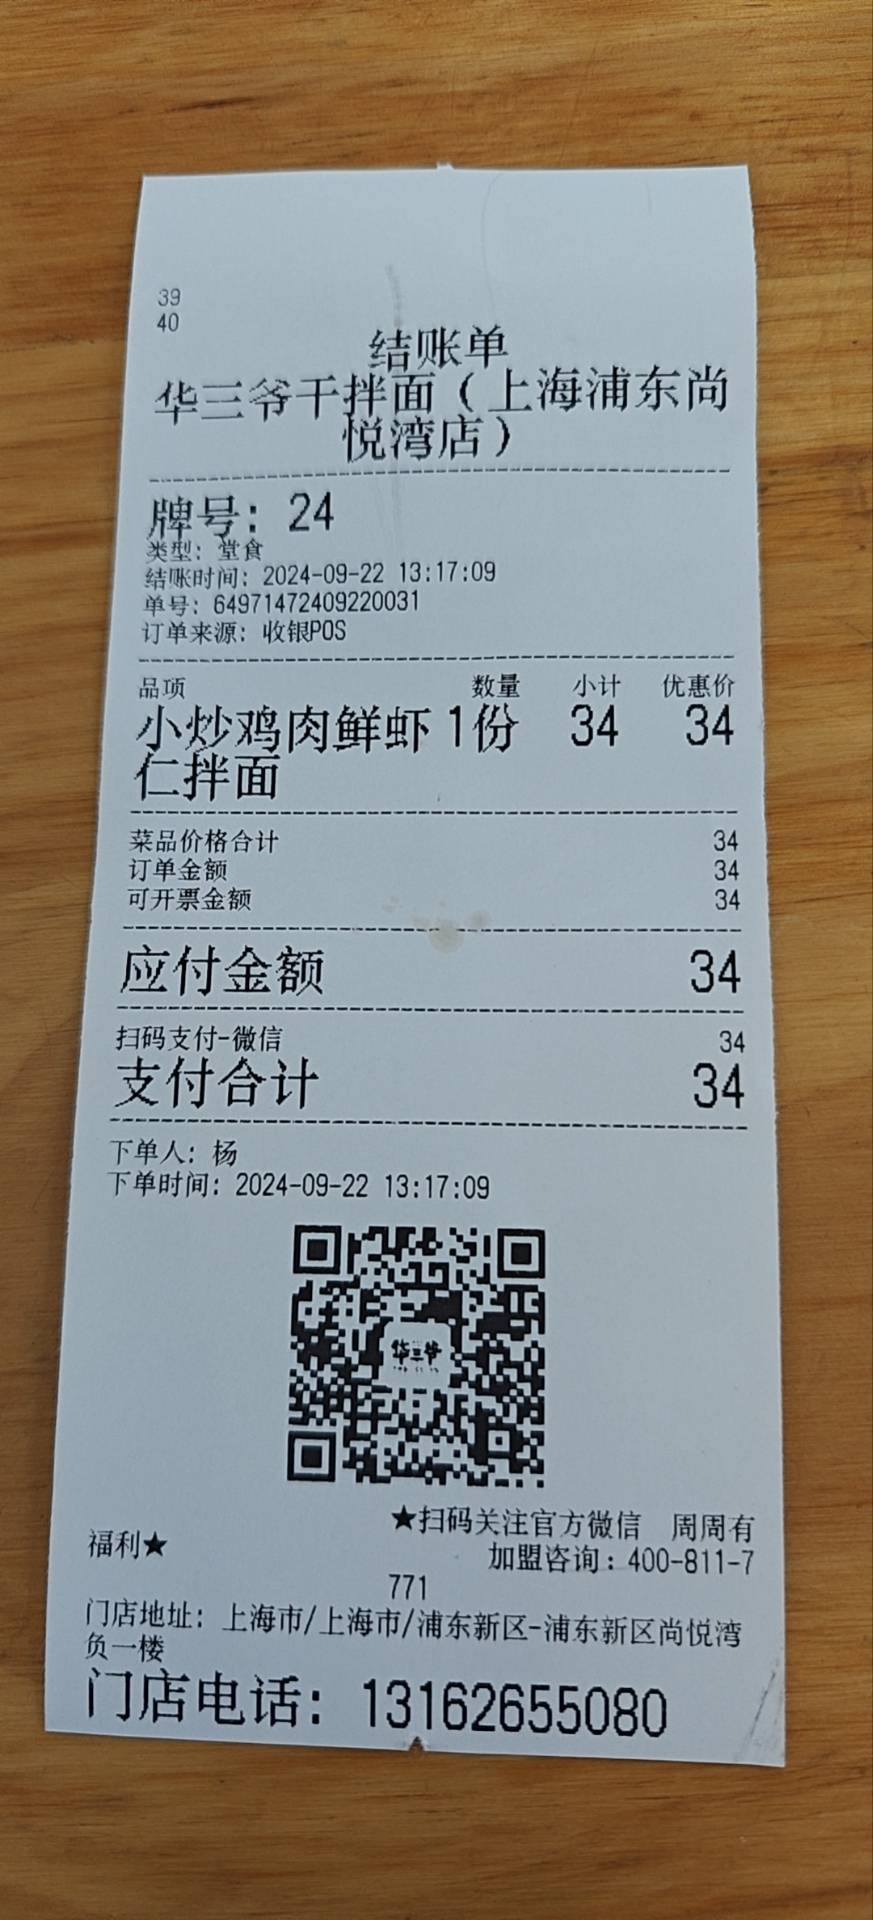 39
40
结账单
华三爷干拌面（上海浦东尚
悦湾店）
牌号：24
类型：堂食
结账时间：2024-09-22 13:17:09
单号：64971472409220031
订单来源：收银POS
品项 数量 小计 优惠价
小炒鸡肉鲜虾 1份 34 34
仁拌面
菜品价格合计 34
订单金额 34
可开票金额 34
应付金额 34
扫码支付-微信 34
支付合计 34
下单人：杨
下单时间：2024-09-22 13:17:09
华三爷
★扫码关注官方微信 周周有
福利★
加盟咨询：400-811-7
771
门店地址：上海市/上海市/浦东新区-浦东新区尚悦湾
负一楼
门店电话：13162655080